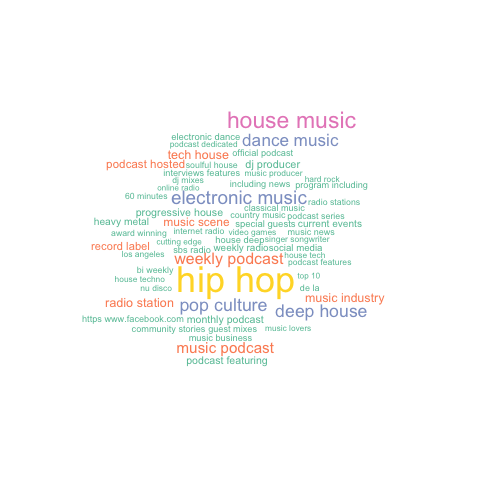 house music
electronic dance
dance music
podcast dedicated
tech house
official podcast
podcast hosted
soulful house
dj producer
interviews features
music producer
dj mixes
hard rock
online radio
including news
program including
60 minutes
electronic music
radio stations
classical music
progressive house
country music
podcast series
heavy metal
music scene
special guests
current events
award winning
internet radio
video games
music news
cutting edge
house deep
singer songwriter
record label
sbs radio
weekly radio
social media
los angeles
weekly podcast
house tech
podcast features
bi weekly
hip hop
top 10
house techno
nu disco
de la
radio station
pop culture
music industry
deep house
https www.facebook.com
monthly podcast
community stories
guest mixes
music lovers
music business
music podcast
podcast featuring